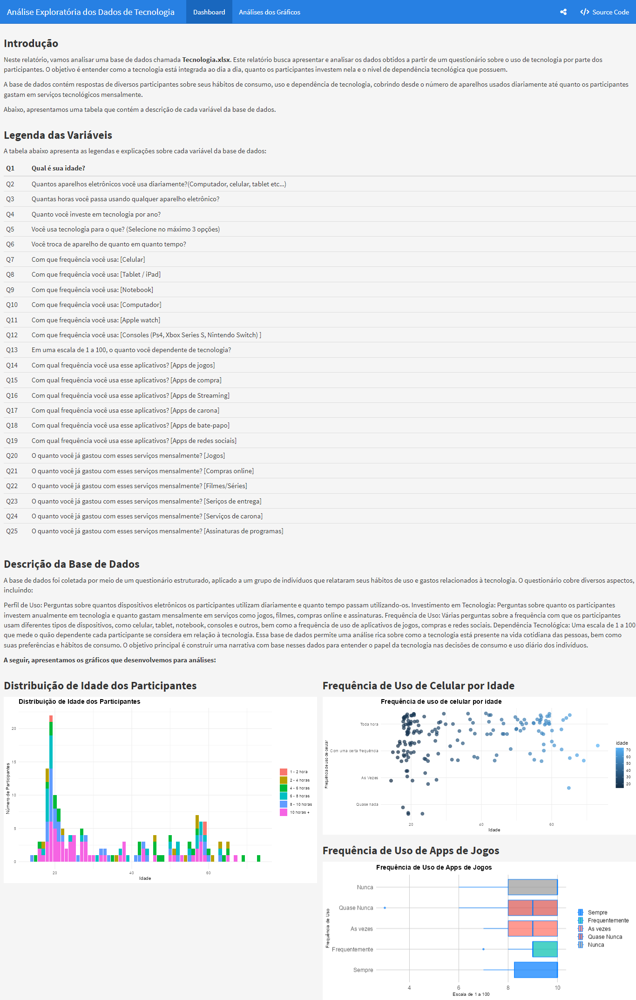 Análise Exploratória dos Dados de Tecnologia
Dashboard
Análises dos Gráficos
Source Code
Introdução
Neste relatório, vamos analisar uma base de dados chamada Tecnologia.xlsx. Este relatório busca apresentar e analisar os dados obtidos a partir de um questionário sobre o uso de tecnologia por parte dos
participantes. O objetivo é entender como a tecnologia está integrada ao dia a dia, quanto os participantes investem nela e o nível de dependência tecnológica que possuem.
A base de dados contém respostas de diversos participantes sobre seus hábitos de consumo, uso e dependência de tecnologia, cobrindo desde o número de aparelhos usados diariamente até quanto os participantes
gastam em serviços tecnológicos mensalmente.
Abaixo, apresentamos uma tabela que contém a descrição de cada variável da base de dados.
Legenda das Variáveis
A tabela abaixo apresenta as legendas e explicações sobre cada variável da base de dados:
Q1 Qual é sua idade?
Q2 Quantos aparelhos eletrônicos você usa diariamente?(Computador, celular, tablet etc...)
Q3 Quantas horas você passa usando qualquer aparelho eletrônico?
Q4 Quanto você investe em tecnologia por ano?
Q5 Você usa tecnologia para o que? (Selecione no máximo 3 opções)
Q6 Você troca de aparelho de quanto em quanto tempo?
Q7 Com que frequência você usa: [Celular]
Q8 Com que frequência você usa: [Tablet / iPad]
Q9 Com que frequência você usa: [Notebook]
Q10 Com que frequência você usa: [Computador]
Q11 Com que frequência você usa: [Apple watch]
Q12 Com que frequência você usa: [Consoles (Ps4, Xbox Series S, Nintendo Switch) ]
Q13 Em uma escala de 1 a 100, o quanto você dependente de tecnologia?
Q14 Com qual frequência você usa esse aplicativos? [Apps de jogos]
Q15 Com qual frequência você usa esse aplicativos? [Apps de compra]
Q16 Com qual frequência você usa esse aplicativos? [Apps de Streaming]
Q17 Com qual frequência você usa esse aplicativos? [Apps de carona]
Q18 Com qual frequência você usa esse aplicativos? [Apps de bate-papo]
Q19 Com qual frequência você usa esse aplicativos? [Apps de redes sociais]
Q20 O quanto você já gastou com esses serviços mensalmente? [Jogos]
Q21 O quanto você já gastou com esses serviços mensalmente? [Compras online]
Q22 O quanto você já gastou com esses serviços mensalmente? [Filmes/Séries]
Q23 O quanto você já gastou com esses serviços mensalmente? [Seriços de entrega]
Q24 O quanto você já gastou com esses serviços mensalmente? [Serviços de carona]
Q25 O quanto você já gastou com esses serviços mensalmente? [Assinaturas de programas]
Descrição da Base de Dados
A base de dados foi coletada por meio de um questionário estruturado, aplicado a um grupo de indivíduos que relataram seus hábitos de uso e gastos relacionados à tecnologia. O questionário cobre diversos aspectos,
incluindo:
Perfil de Uso: Perguntas sobre quantos dispositivos eletrônicos os participantes utilizam diariamente e quanto tempo passam utilizando-os. Investimento em Tecnologia: Perguntas sobre quanto os participantes
investem anualmente em tecnologia e quanto gastam mensalmente em serviços como jogos, filmes, compras online e assinaturas. Frequência de Uso: Várias perguntas sobre a frequência com que os participantes
usam diferentes tipos de dispositivos, como celular, tablet, notebook, consoles e outros, bem como a frequência de uso de aplicativos de jogos, compras e redes sociais. Dependência Tecnológica: Uma escala de 1 a 100
que mede o quão dependente cada participante se considera em relação à tecnologia. Essa base de dados permite uma análise rica sobre como a tecnologia está presente na vida cotidiana das pessoas, bem como
suas preferências e hábitos de consumo. O objetivo principal é construir uma narrativa com base nesses dados para entender o papel da tecnologia nas decisões de consumo e uso diário dos indivíduos.
A seguir, apresentamos os gráficos que desenvolvemos para análises:
Distribuição de Idade dos Participantes
Distribuição de Idade dos Participantes
Número de Participantes
20
15
10
5
0
20 40 60
Idade
1 - 2 hora
2 - 4 horas
4 - 6 horas
6 - 8 horas
8 - 10 horas
10 horas +
Frequência de Uso de Celular por Idade
Frequência de uso de celular por idade
Frequência de uso de celular
Toda hora
Com uma certa frequência
As Vezes
Quase nada
20 40 60
Idade
idade
70
60
50
40
30
20
Frequência de Uso de Apps de Jogos
Frequência de Uso de Apps de Jogos
Frequência de Uso
Nunca
Quase Nunca
As vezes
Frequentemente
Sempre
4 6 8 10
Escala de 1 a 100
Sempre
Frequentemente
As vezes
Quase Nunca
Nunca